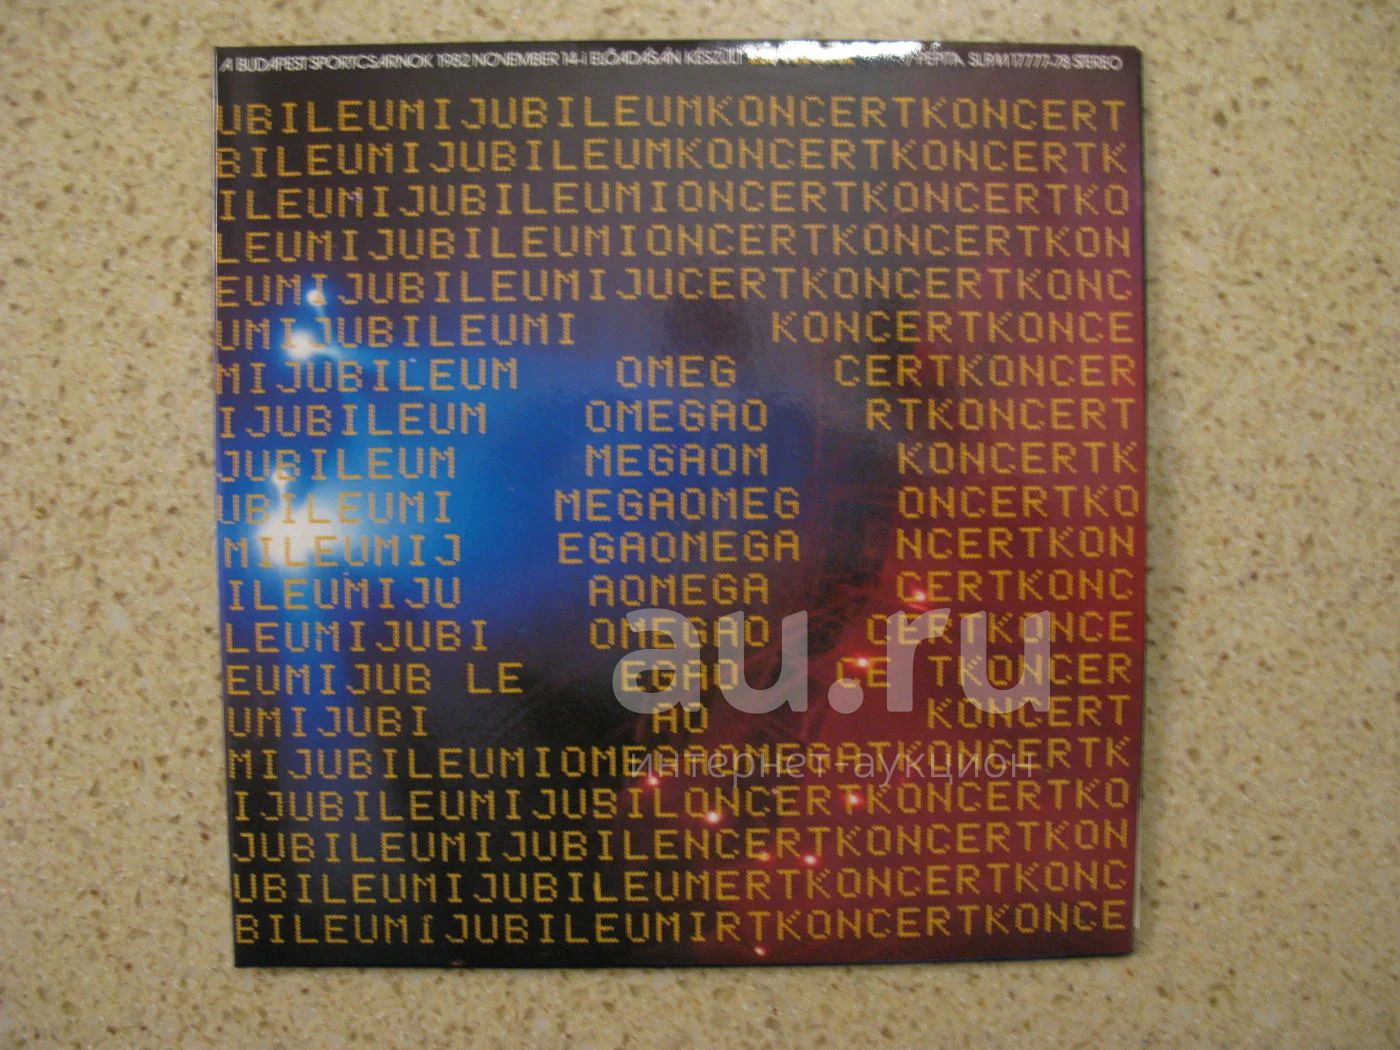 A BUDAPEST SPORTCSARNOK 1982 NOVEMBER 14-i ELŐADÁSÁN KÉSZÜLT PEPITA SLPM 17777-78 STEREO
UBILEUMIJUBILEUMKONCERTKONCERT
BILEUMIJUBILEUMKONCERTKONCERTK
ILEUMIJUBILEUMIONCERTKONCERTKO
LEUMIJUBILEUMIONCERTKONCERTKON
EUMIJUBILEUMIJUCERTKONCERTKONC
UMIJUBILEUMI KONCERTKONCE
MIJUBILEUM OMEG CERTKONCER
IJUBILEUM OMEGAO RTKONCERT
JUBILEUM MEGAOM KONCERTK
UBILEUMI MEGAOMEG ONCERTKO
MILEUMIJ EGAOMEGA NCERTKON
ILEUMIJU AOMEGA CERTKONC
LEUMIJUBI OMEGAO CERTKONCE
EUMIJUB LE EGAO CE TKONCER
UMIJUBI AO KONCERT
MIJUBILEUMIOMEGAAOMEGATKONCERTK
IJUBILEUMIJUBILONCERTKONCERTKO
JUBILEUMIJUBILENCERTKONCERTKON
UBILEUMIJUBILEUMERTKONCERTKONC
BILEUMIJUBILEUMIRTKONCERTKONCE
au.ru
интернет-аукцион